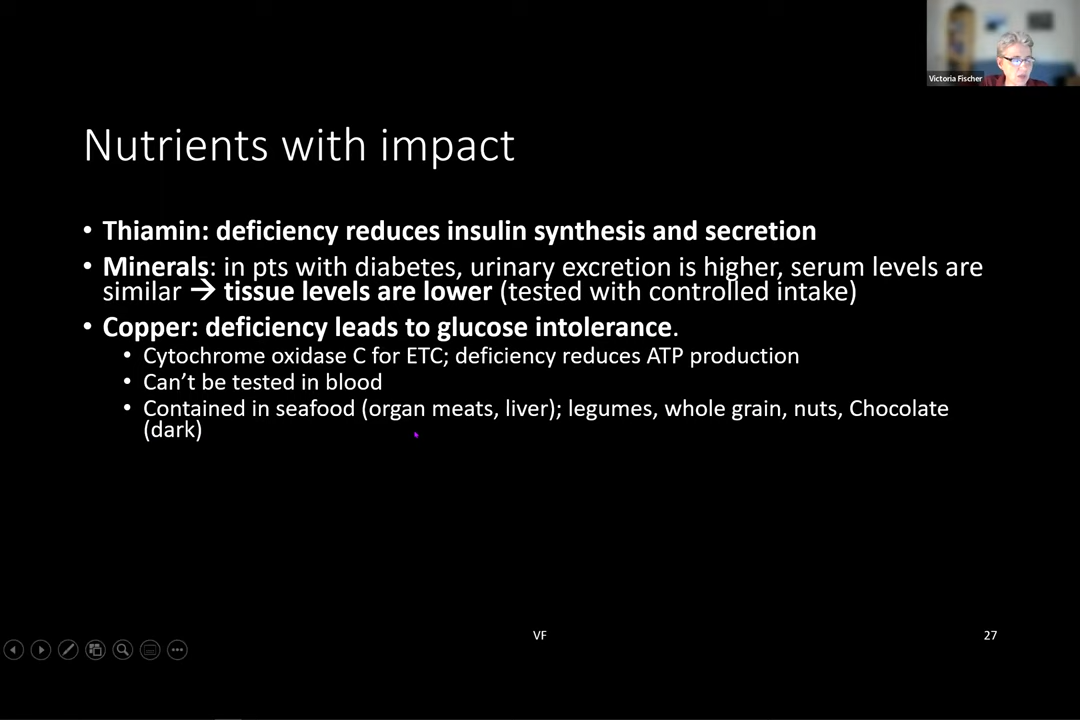 Victoria Fischer
Nutrients with impact
• Thiamin: deficiency reduces insulin synthesis and secretion
• Minerals: in pts with diabetes, urinary excretion is higher, serum levels are
similar → tissue levels are lower (tested with controlled intake)
• Copper: deficiency leads to glucose intolerance.
• Cytochrome oxidase C for ETC; deficiency reduces ATP production
• Can't be tested in blood
• Contained in seafood (organ meats, liver); legumes, whole grain, nuts, Chocolate
(dark)
VF
27